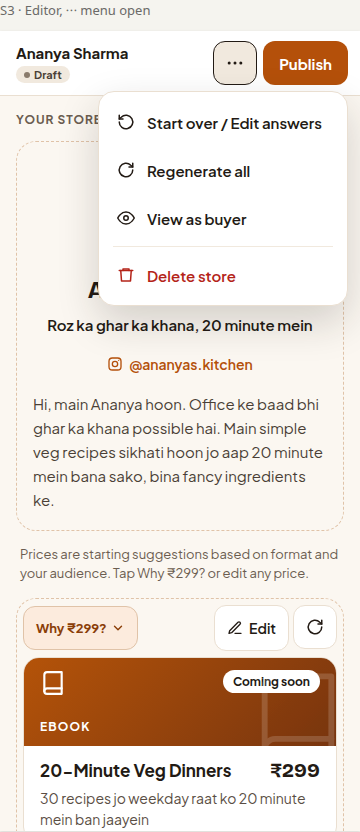 S3 · Editor, ··· menu open
Ananya Sharma
Draft
Publish
YOUR STORE
Start over / Edit answers
Regenerate all
View as buyer
Delete store
Roz ka ghar ka khana, 20 minute mein
@ananyas.kitchen
Hi, main Ananya hoon. Office ke baad bhi
ghar ka khana possible hai. Main simple
veg recipes sikhati hoon jo aap 20 minute
mein bana sako, bina fancy ingredients
ke.
Prices are starting suggestions based on format and
your audience. Tap Why ₹299? or edit any price.
Why ₹299?
Edit
Coming soon
EBOOK
20-Minute Veg Dinners ₹299
30 recipes jo weekday raat ko 20 minute
mein ban jaayein